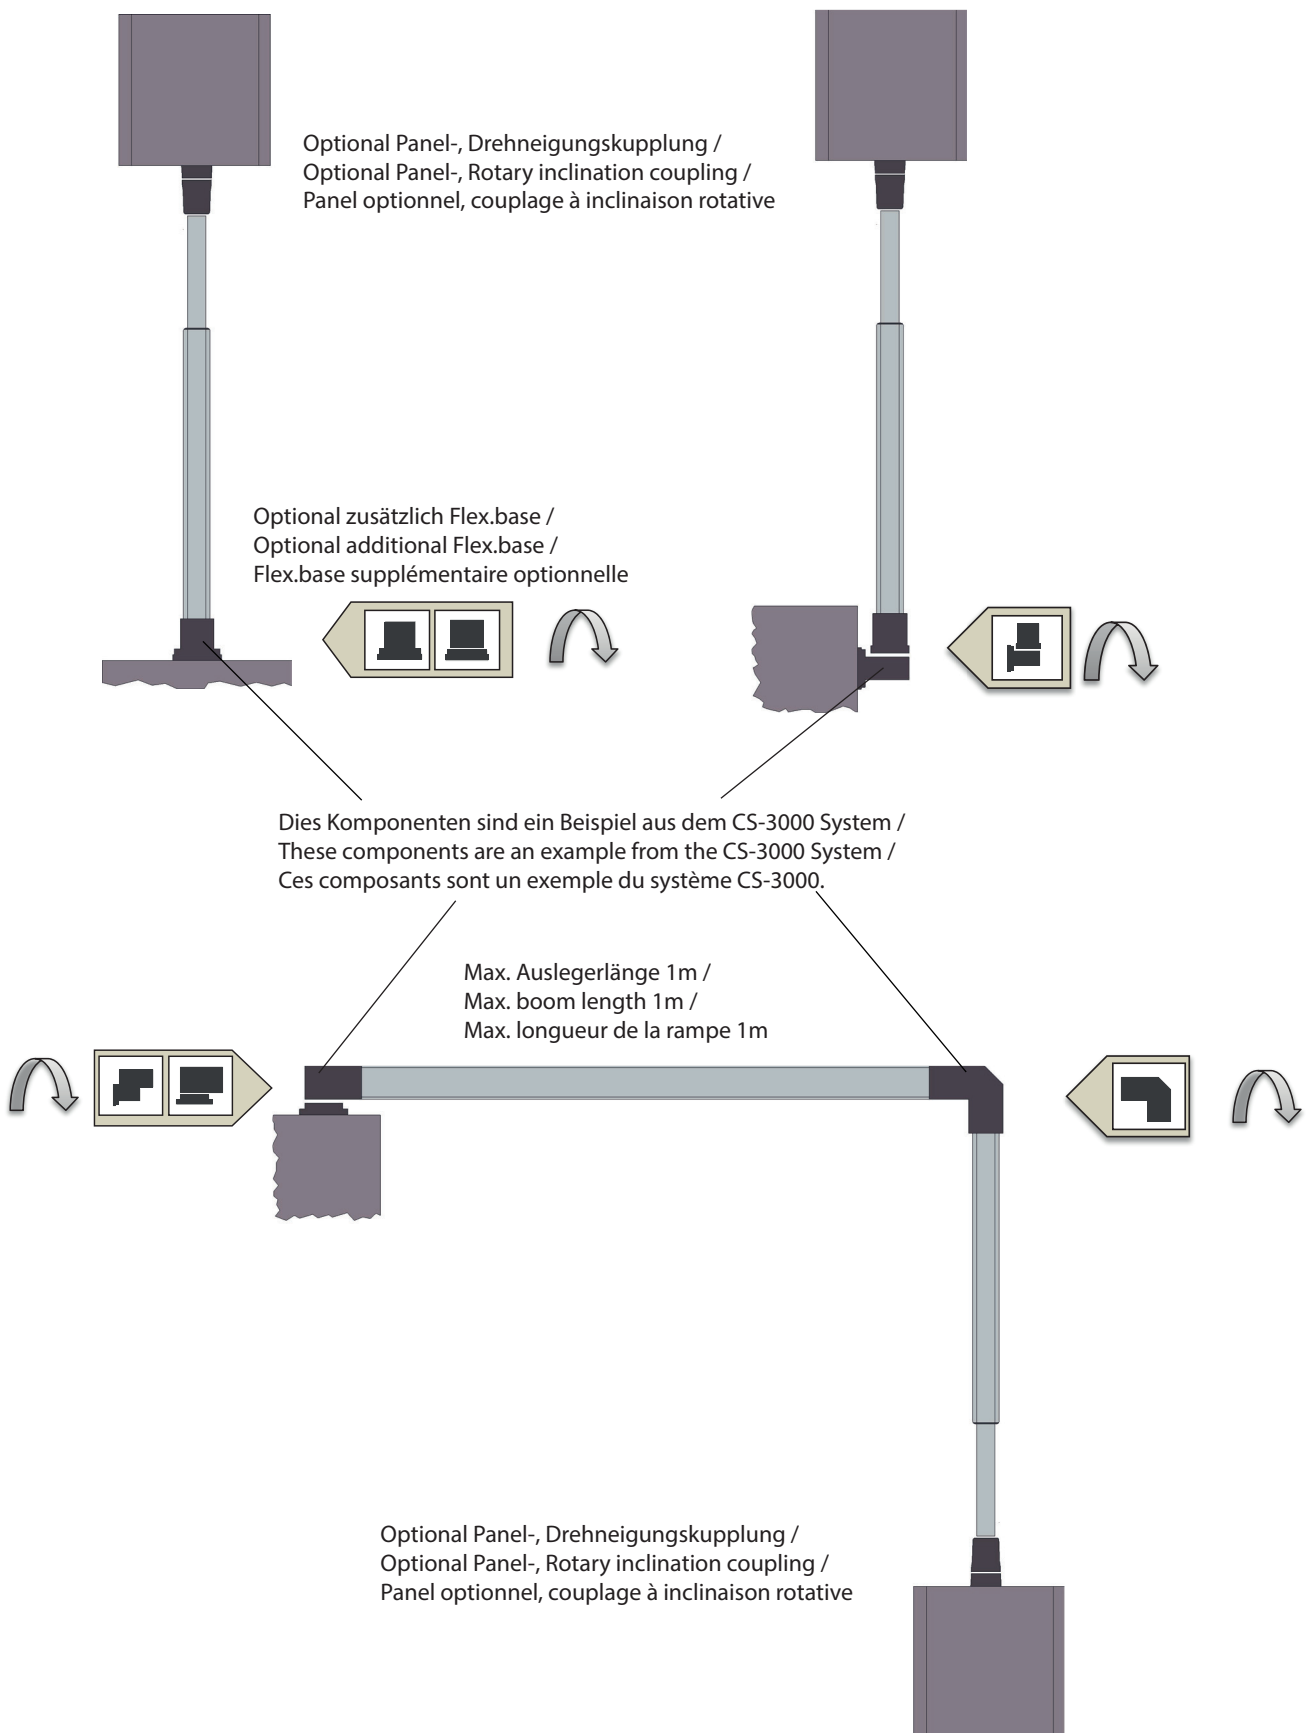 Optional Panel-, Drehneigungskupplung /
Optional Panel-, Rotary inclination coupling /
Panel optionnel, couplage à inclinaison rotative
Optional zusätzlich Flex.base /
Optional additional Flex.base /
Flex.base supplémentaire optionnelle
Dies Komponenten sind ein Beispiel aus dem CS-3000 System /
These components are an example from the CS-3000 System /
Ces composants sont un exemple du système CS-3000.
Max. Auslegerlänge 1m /
Max. boom length 1m /
Max. longueur de la rampe 1m
Optional Panel-, Drehneigungskupplung /
Optional Panel-, Rotary inclination coupling /
Panel optionnel, couplage à inclinaison rotative